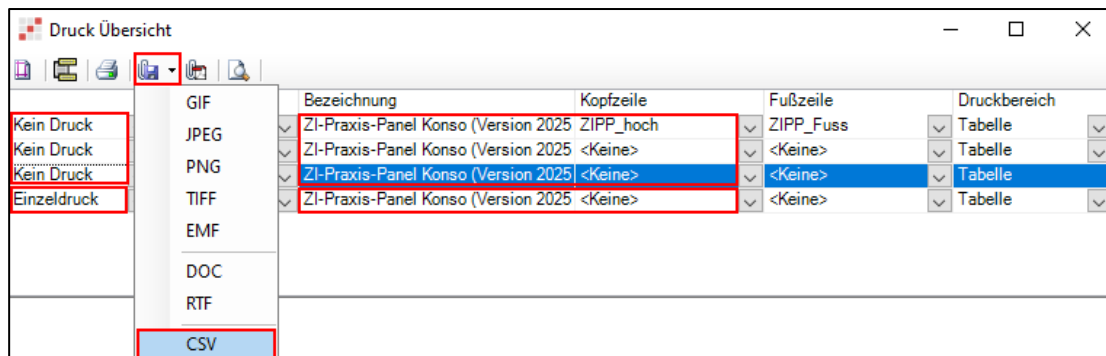 Druck Übersicht
Bezeichnung Kopfzeile Fußzeile Druckbereich
Kein Druck ZI-Praxis-Panel Konso (Version 2025 ZIPP_hoch ZIPP_Fuss Tabelle
Kein Druck ZI-Praxis-Panel Konso (Version 2025 <Keine> <Keine> Tabelle
Kein Druck ZI-Praxis-Panel Konso (Version 2025 <Keine> <Keine> Tabelle
Einzeldruck ZI-Praxis-Panel Konso (Version 2025 <Keine> <Keine> Tabelle
GIF
JPEG
PNG
TIFF
EMF
DOC
RTF
CSV